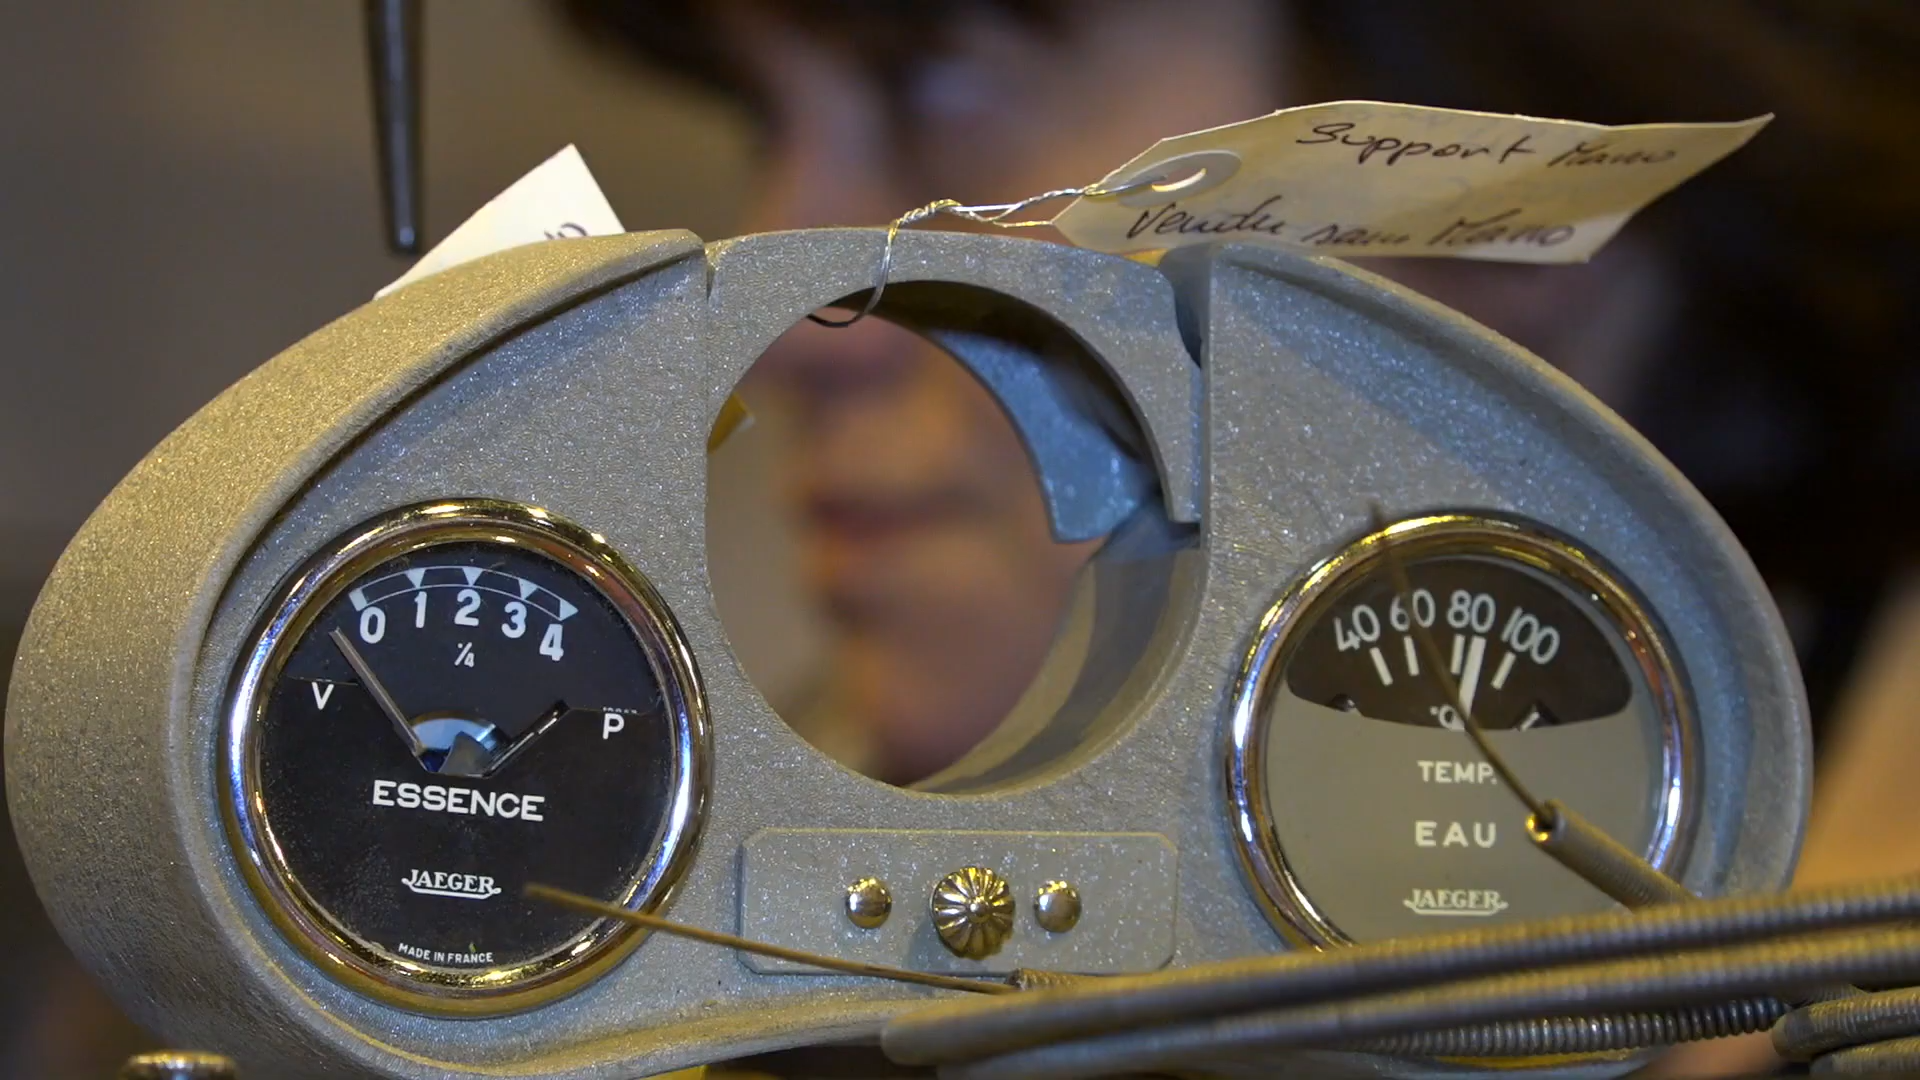 Support Mano
Vendu sans Mano
0 1 2 3 4
¼
V
P
ESSENCE
JAEGER
MADE IN FRANCE
40 60 80 100
°C
TEMP.
EAU
JAEGER